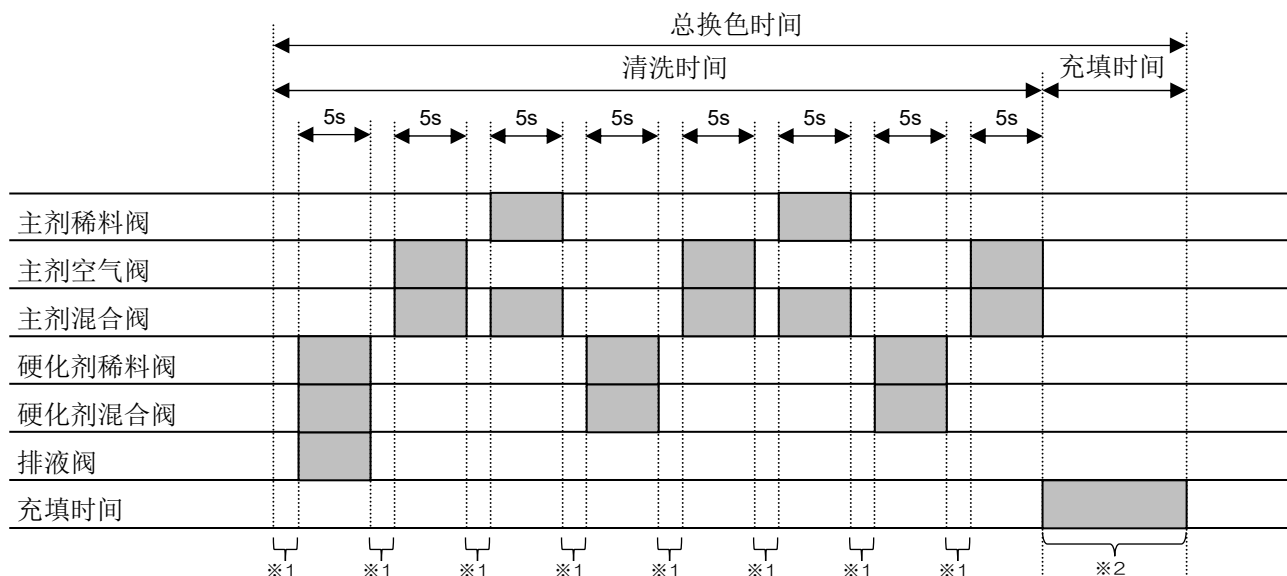 总换色时间
清洗时间 充填时间
5s 5s 5s 5s 5s 5s 5s 5s
主剂稀料阀
主剂空气阀
主剂混合阀
硬化剂稀料阀
硬化剂混合阀
排液阀
充填时间
※1 ※1 ※1 ※1 ※1 ※1 ※1 ※1 ※2